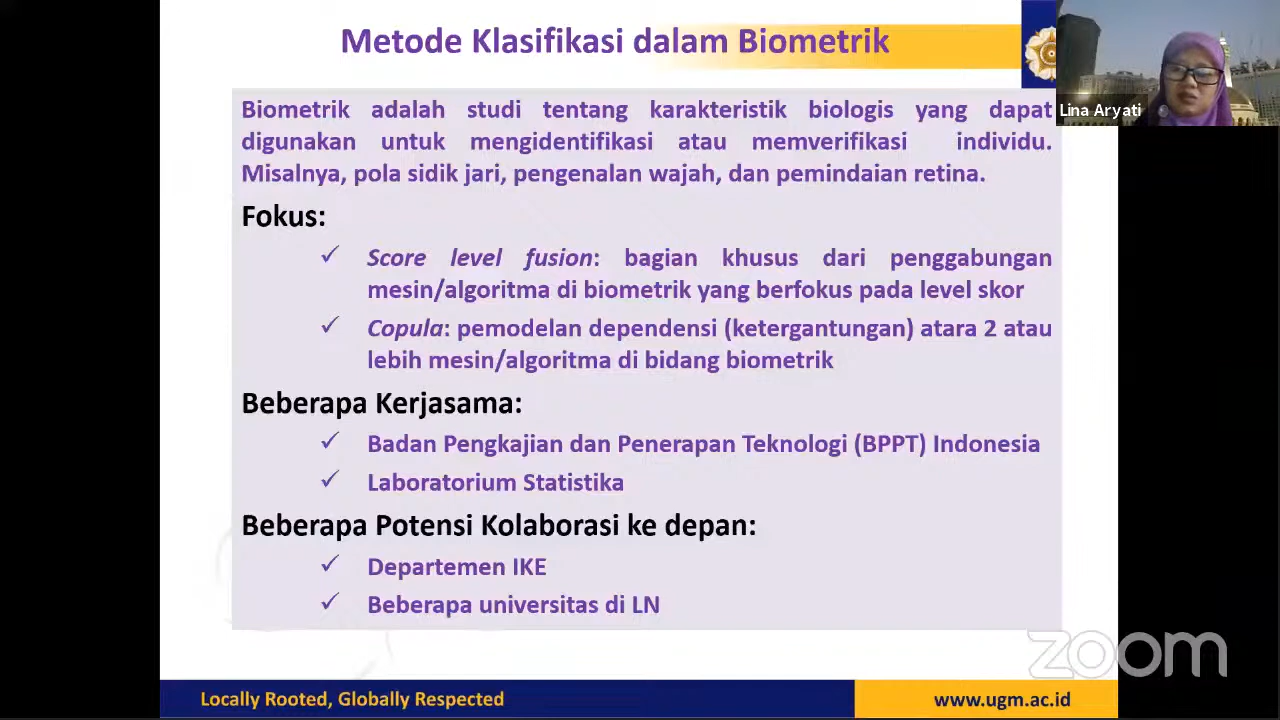 Metode Klasifikasi dalam Biometrik
Lina Aryati
Biometrik adalah studi tentang karakteristik biologis yang dapat
digunakan untuk mengidentifikasi atau memverifikasi individu.
Misalnya, pola sidik jari, pengenalan wajah, dan pemindaian retina.
Fokus:
✓ Score level fusion: bagian khusus dari penggabungan
mesin/algoritma di biometrik yang berfokus pada level skor
✓ Copula: pemodelan dependensi (ketergantungan) atara 2 atau
lebih mesin/algoritma di bidang biometrik
Beberapa Kerjasama:
✓ Badan Pengkajian dan Penerapan Teknologi (BPPT) Indonesia
✓ Laboratorium Statistika
Beberapa Potensi Kolaborasi ke depan:
✓ Departemen IKE
✓ Beberapa universitas di LN
zoom
Locally Rooted, Globally Respected
www.ugm.ac.id